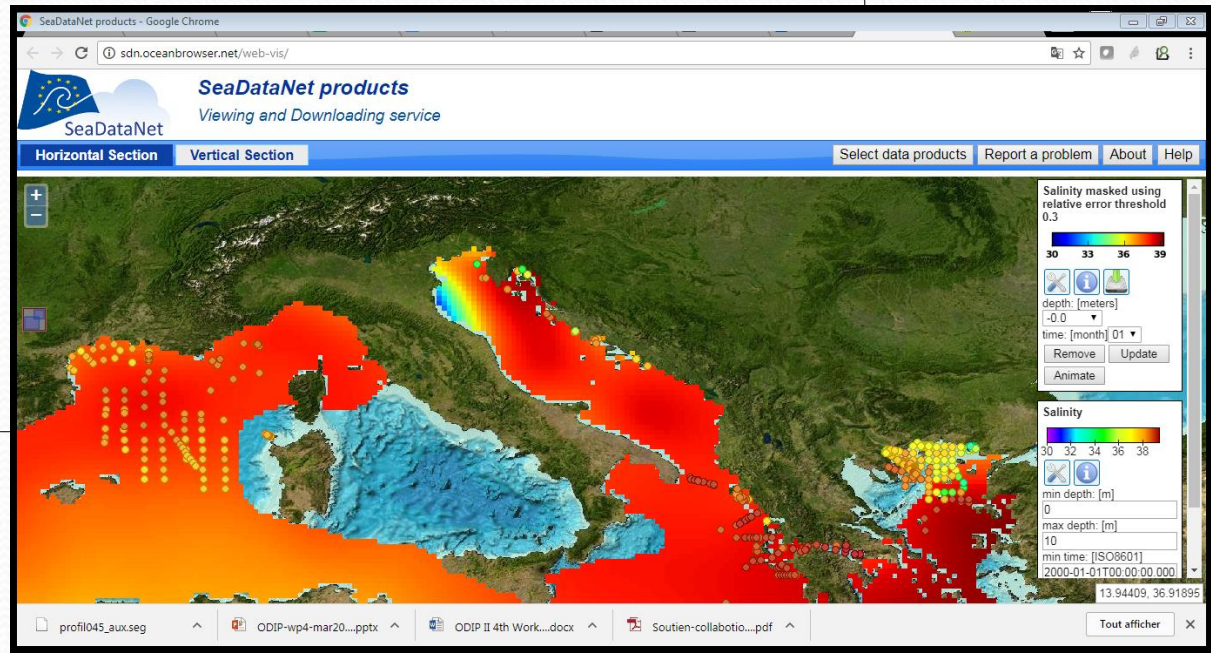 SeaDataNet products - Google Chrome
sdn.oceanbrowser.net/web-vis/
SeaDataNet
SeaDataNet products
Viewing and Downloading service
Horizontal Section
Vertical Section
Select data products
Report a problem
About
Help
+
−
Salinity masked using
relative error threshold
0.3
30 33 36 39
depth: [meters]
-0.0
time: [month] 01
Remove
Update
Animate
Salinity
30 32 34 36 38
min depth: [m]
0
max depth: [m]
10
min time: [ISO8601]
2000-01-01T00:00:00.000
13.94409, 36.91895
profil045_aux.seg
ODIP-wp4-mar20....pptx
ODIP II 4th Work....docx
Soutien-collabotio....pdf
Tout afficher